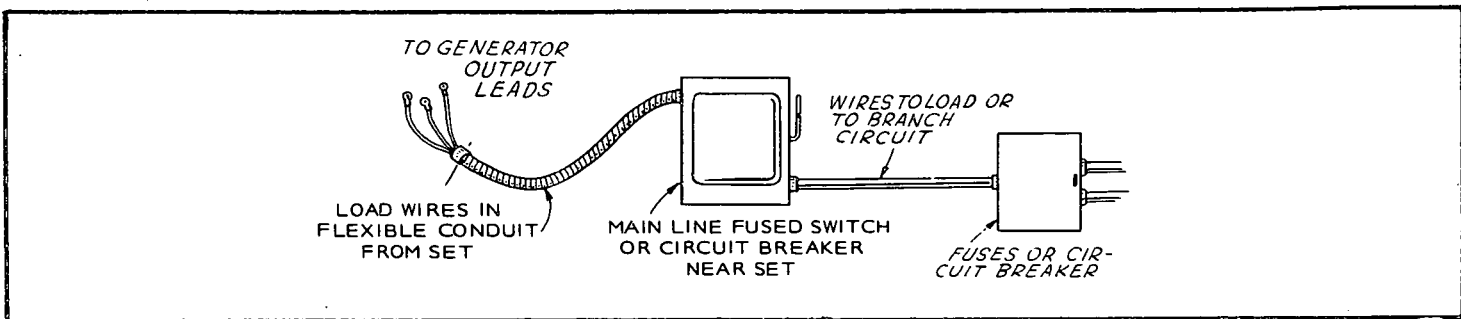 TO GENERATOR
OUTPUT
LEADS
WIRES TO LOAD OR
TO BRANCH
CIRCUIT
LOAD WIRES IN
FLEXIBLE CONDUIT
FROM SET
MAIN LINE FUSED SWITCH
OR CIRCUIT BREAKER
NEAR SET
FUSES OR CIR-
CUIT BREAKER